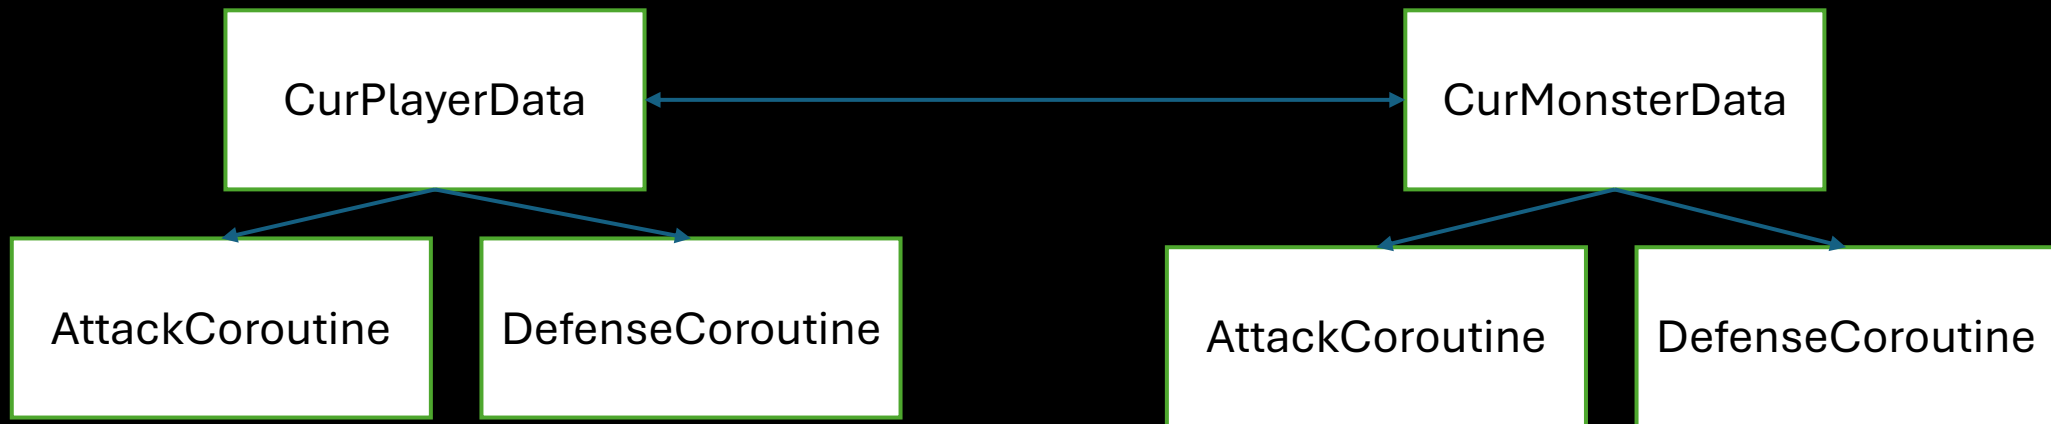 CurPlayerData
CurMonsterData
AttackCoroutine
DefenseCoroutine
AttackCoroutine
DefenseCoroutine